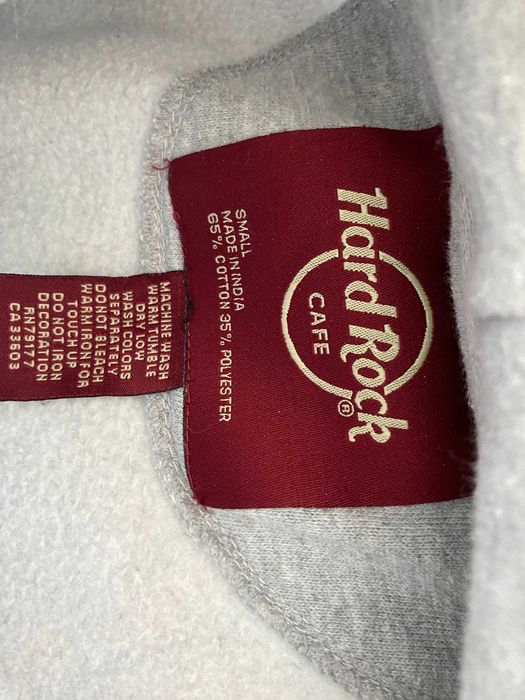 Hard Rock
CAFE
®
SMALL
MADE IN INDIA
65% COTTON 35% POLYESTER
MACHINE WASH
WARM TUMBLE
DRY LOW
WASH COLORS
SEPARATELY
DO NOT BLEACH
WARM IRON FOR
TOUCH UP
DO NOT IRON
DECORATION
RN79177
CA33503